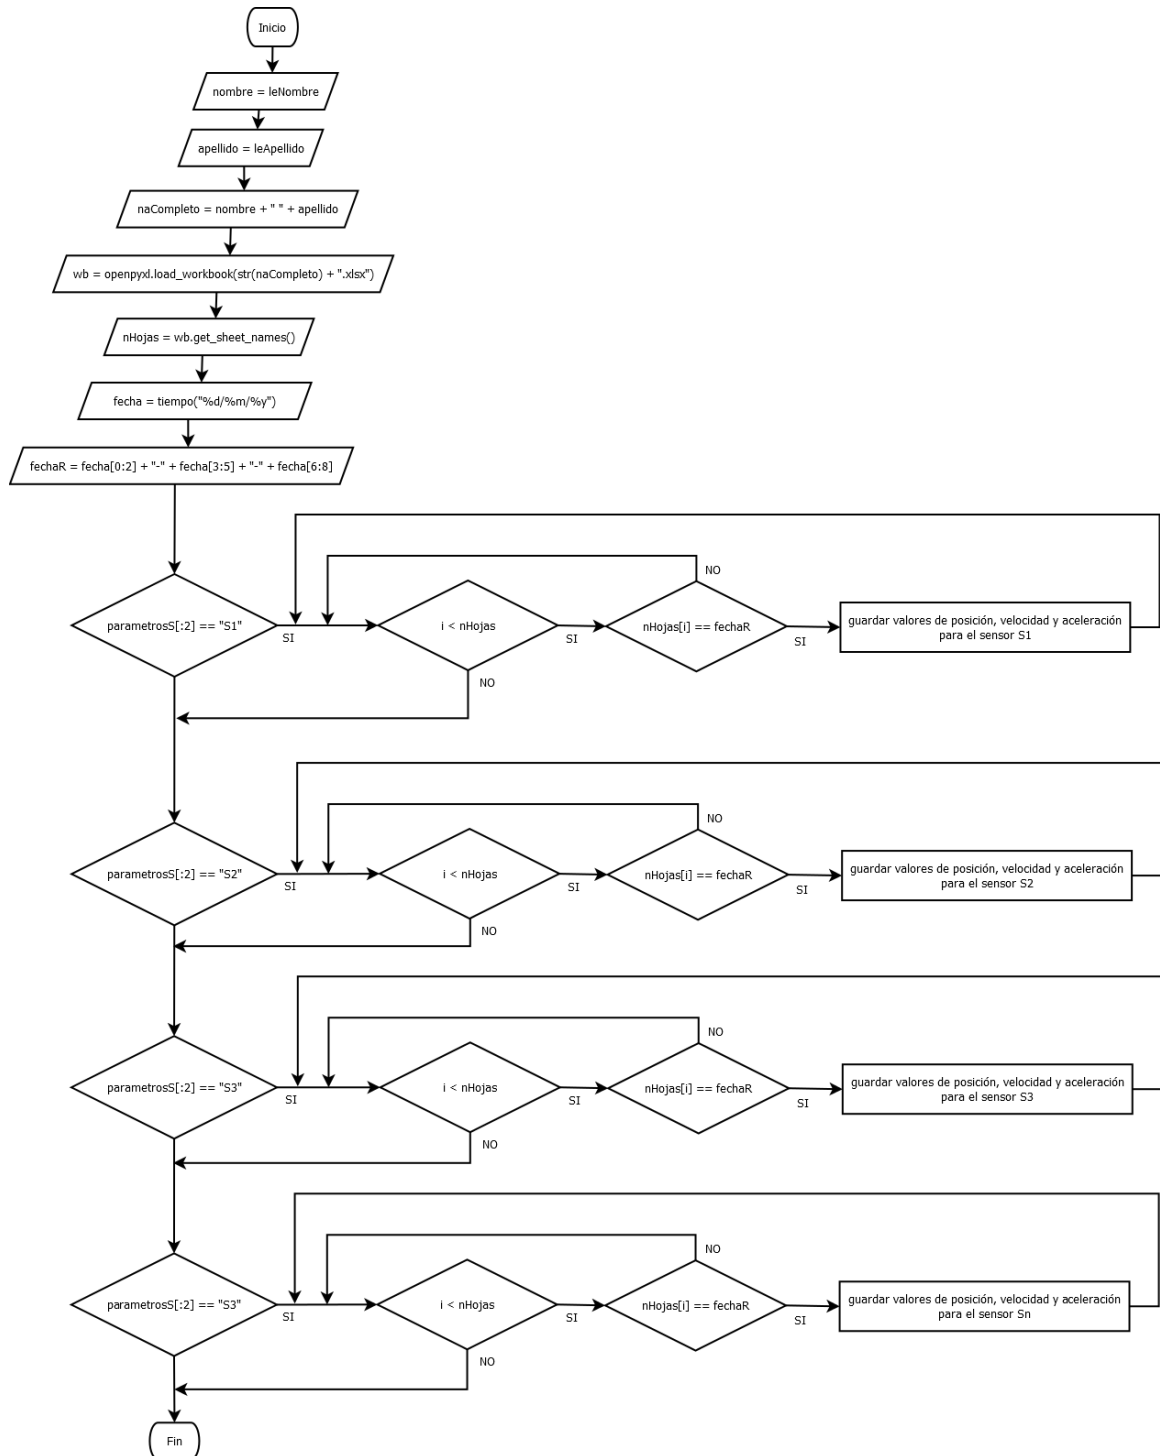 Inicio
nombre = leNombre
apellido = leApellido
naCompleto = nombre + " " + apellido
wb = openpyxl.load_workbook(str(naCompleto) + ".xlsx")
nHojas = wb.get_sheet_names()
fecha = tiempo("%d/%m/%y")
fechaR = fecha[0:2] + "-" + fecha[3:5] + "-" + fecha[6:8]
parametrosS[:2] == "S1"
SI
i < nHojas
SI
NO
nHojas[i] == fechaR
NO
SI
guardar valores de posición, velocidad y aceleración
para el sensor S1
parametrosS[:2] == "S2"
SI
i < nHojas
SI
NO
nHojas[i] == fechaR
NO
SI
guardar valores de posición, velocidad y aceleración
para el sensor S2
parametrosS[:2] == "S3"
SI
i < nHojas
SI
NO
nHojas[i] == fechaR
NO
SI
guardar valores de posición, velocidad y aceleración
para el sensor S3
parametrosS[:2] == "S3"
SI
i < nHojas
SI
NO
nHojas[i] == fechaR
NO
SI
guardar valores de posición, velocidad y aceleración
para el sensor Sn
Fin